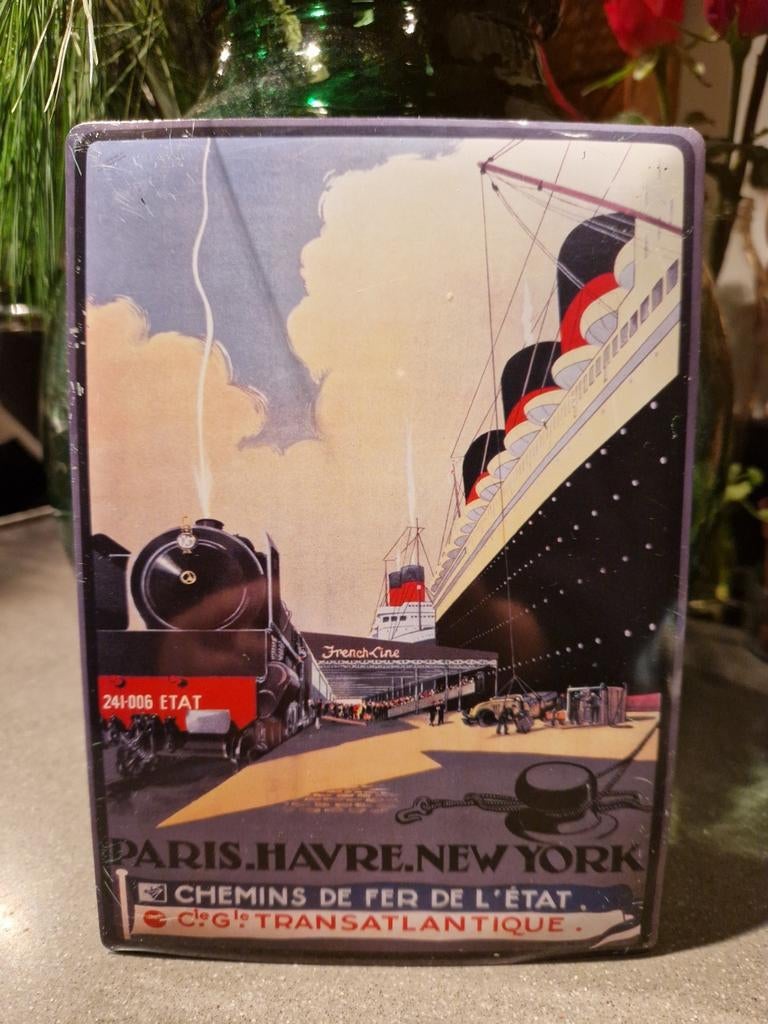 French-Line
241-006 ETAT
PARIS.HAVRE.NEW YORK
CHEMINS DE FER DE L'ÉTAT.
Cie Gle TRANSATLANTIQUE.